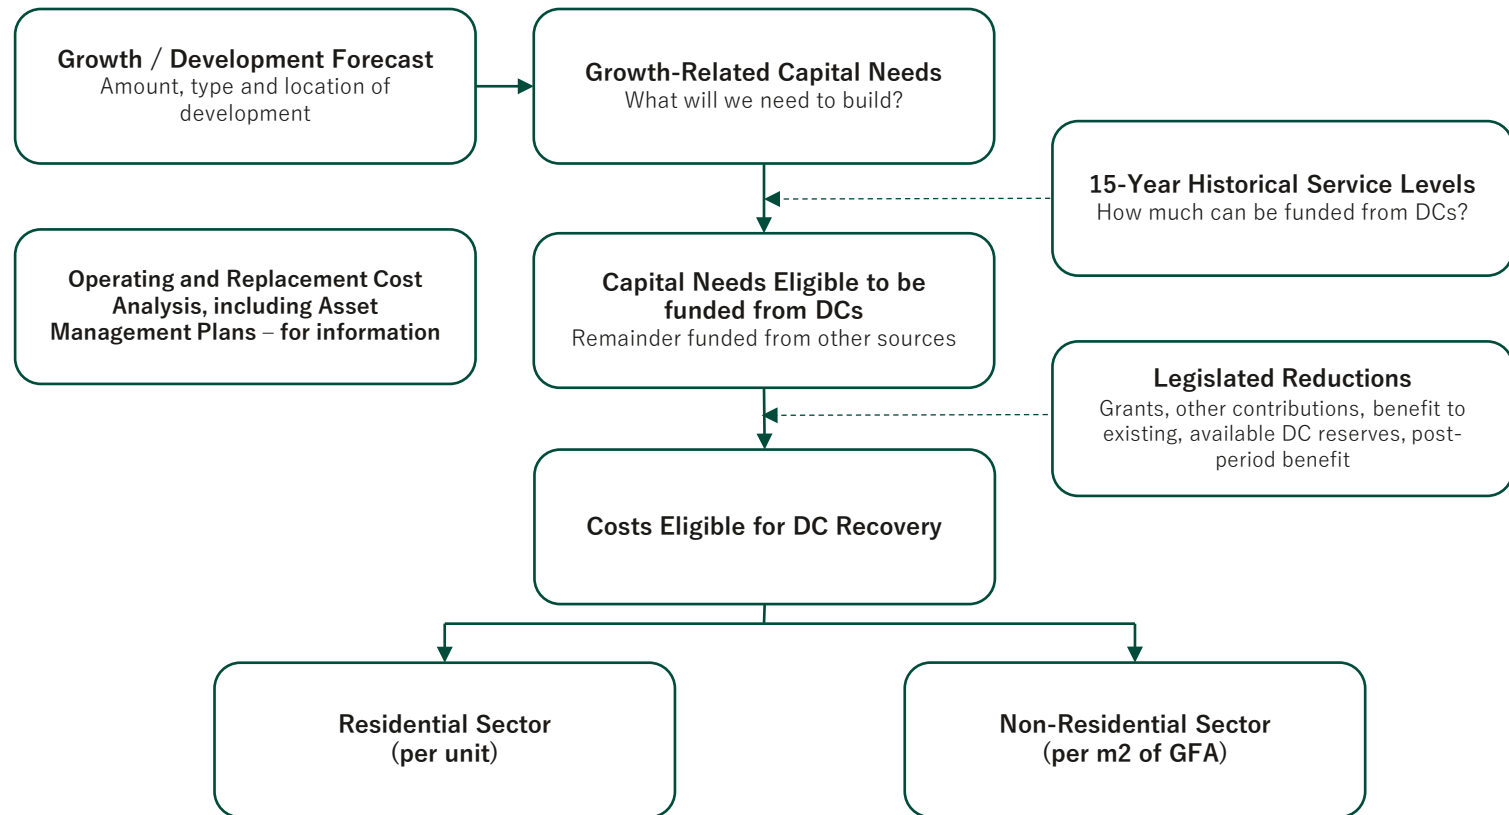 Growth / Development Forecast
Amount, type and location of
development
Growth-Related Capital Needs
What will we need to build?
15-Year Historical Service Levels
How much can be funded from DCs?
Operating and Replacement Cost
Analysis, including Asset
Management Plans – for information
Capital Needs Eligible to be
funded from DCs
Remainder funded from other sources
Legislated Reductions
Grants, other contributions, benefit to
existing, available DC reserves, post-
period benefit
Costs Eligible for DC Recovery
Residential Sector
(per unit)
Non-Residential Sector
(per m2 of GFA)